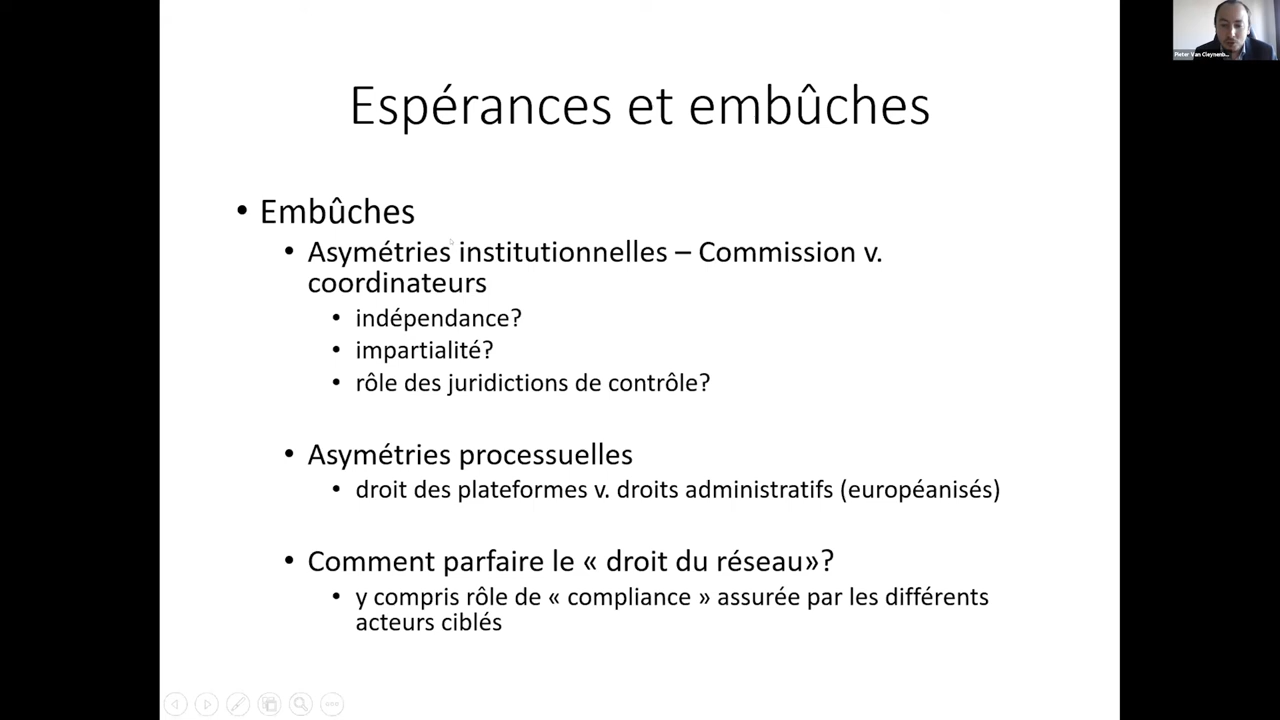 Espérances et embûches
• Embûches
• Asymétries institutionnelles – Commission v.
coordinateurs
• indépendance?
• impartialité?
• rôle des juridictions de contrôle?
• Asymétries processuelles
• droit des plateformes v. droits administratifs (européanisés)
• Comment parfaire le « droit du réseau»?
• y compris rôle de « compliance » assurée par les différents
acteurs ciblés
Pieter Van